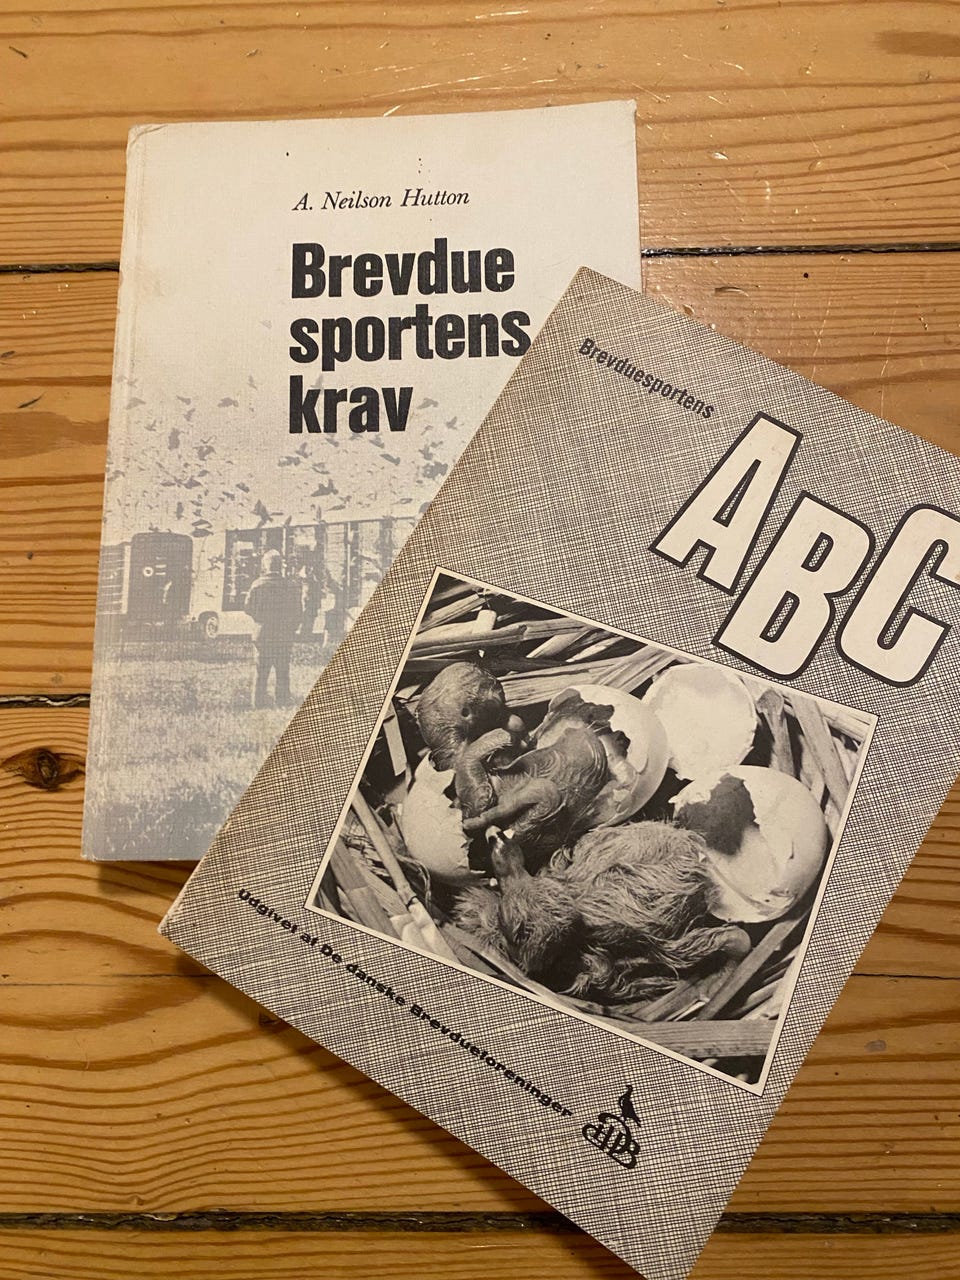 A. Neilson Hutton
Brevdue
sportens
krav
Brevduesportens
ABC
Udgivet af De danske Brevdueforeninger